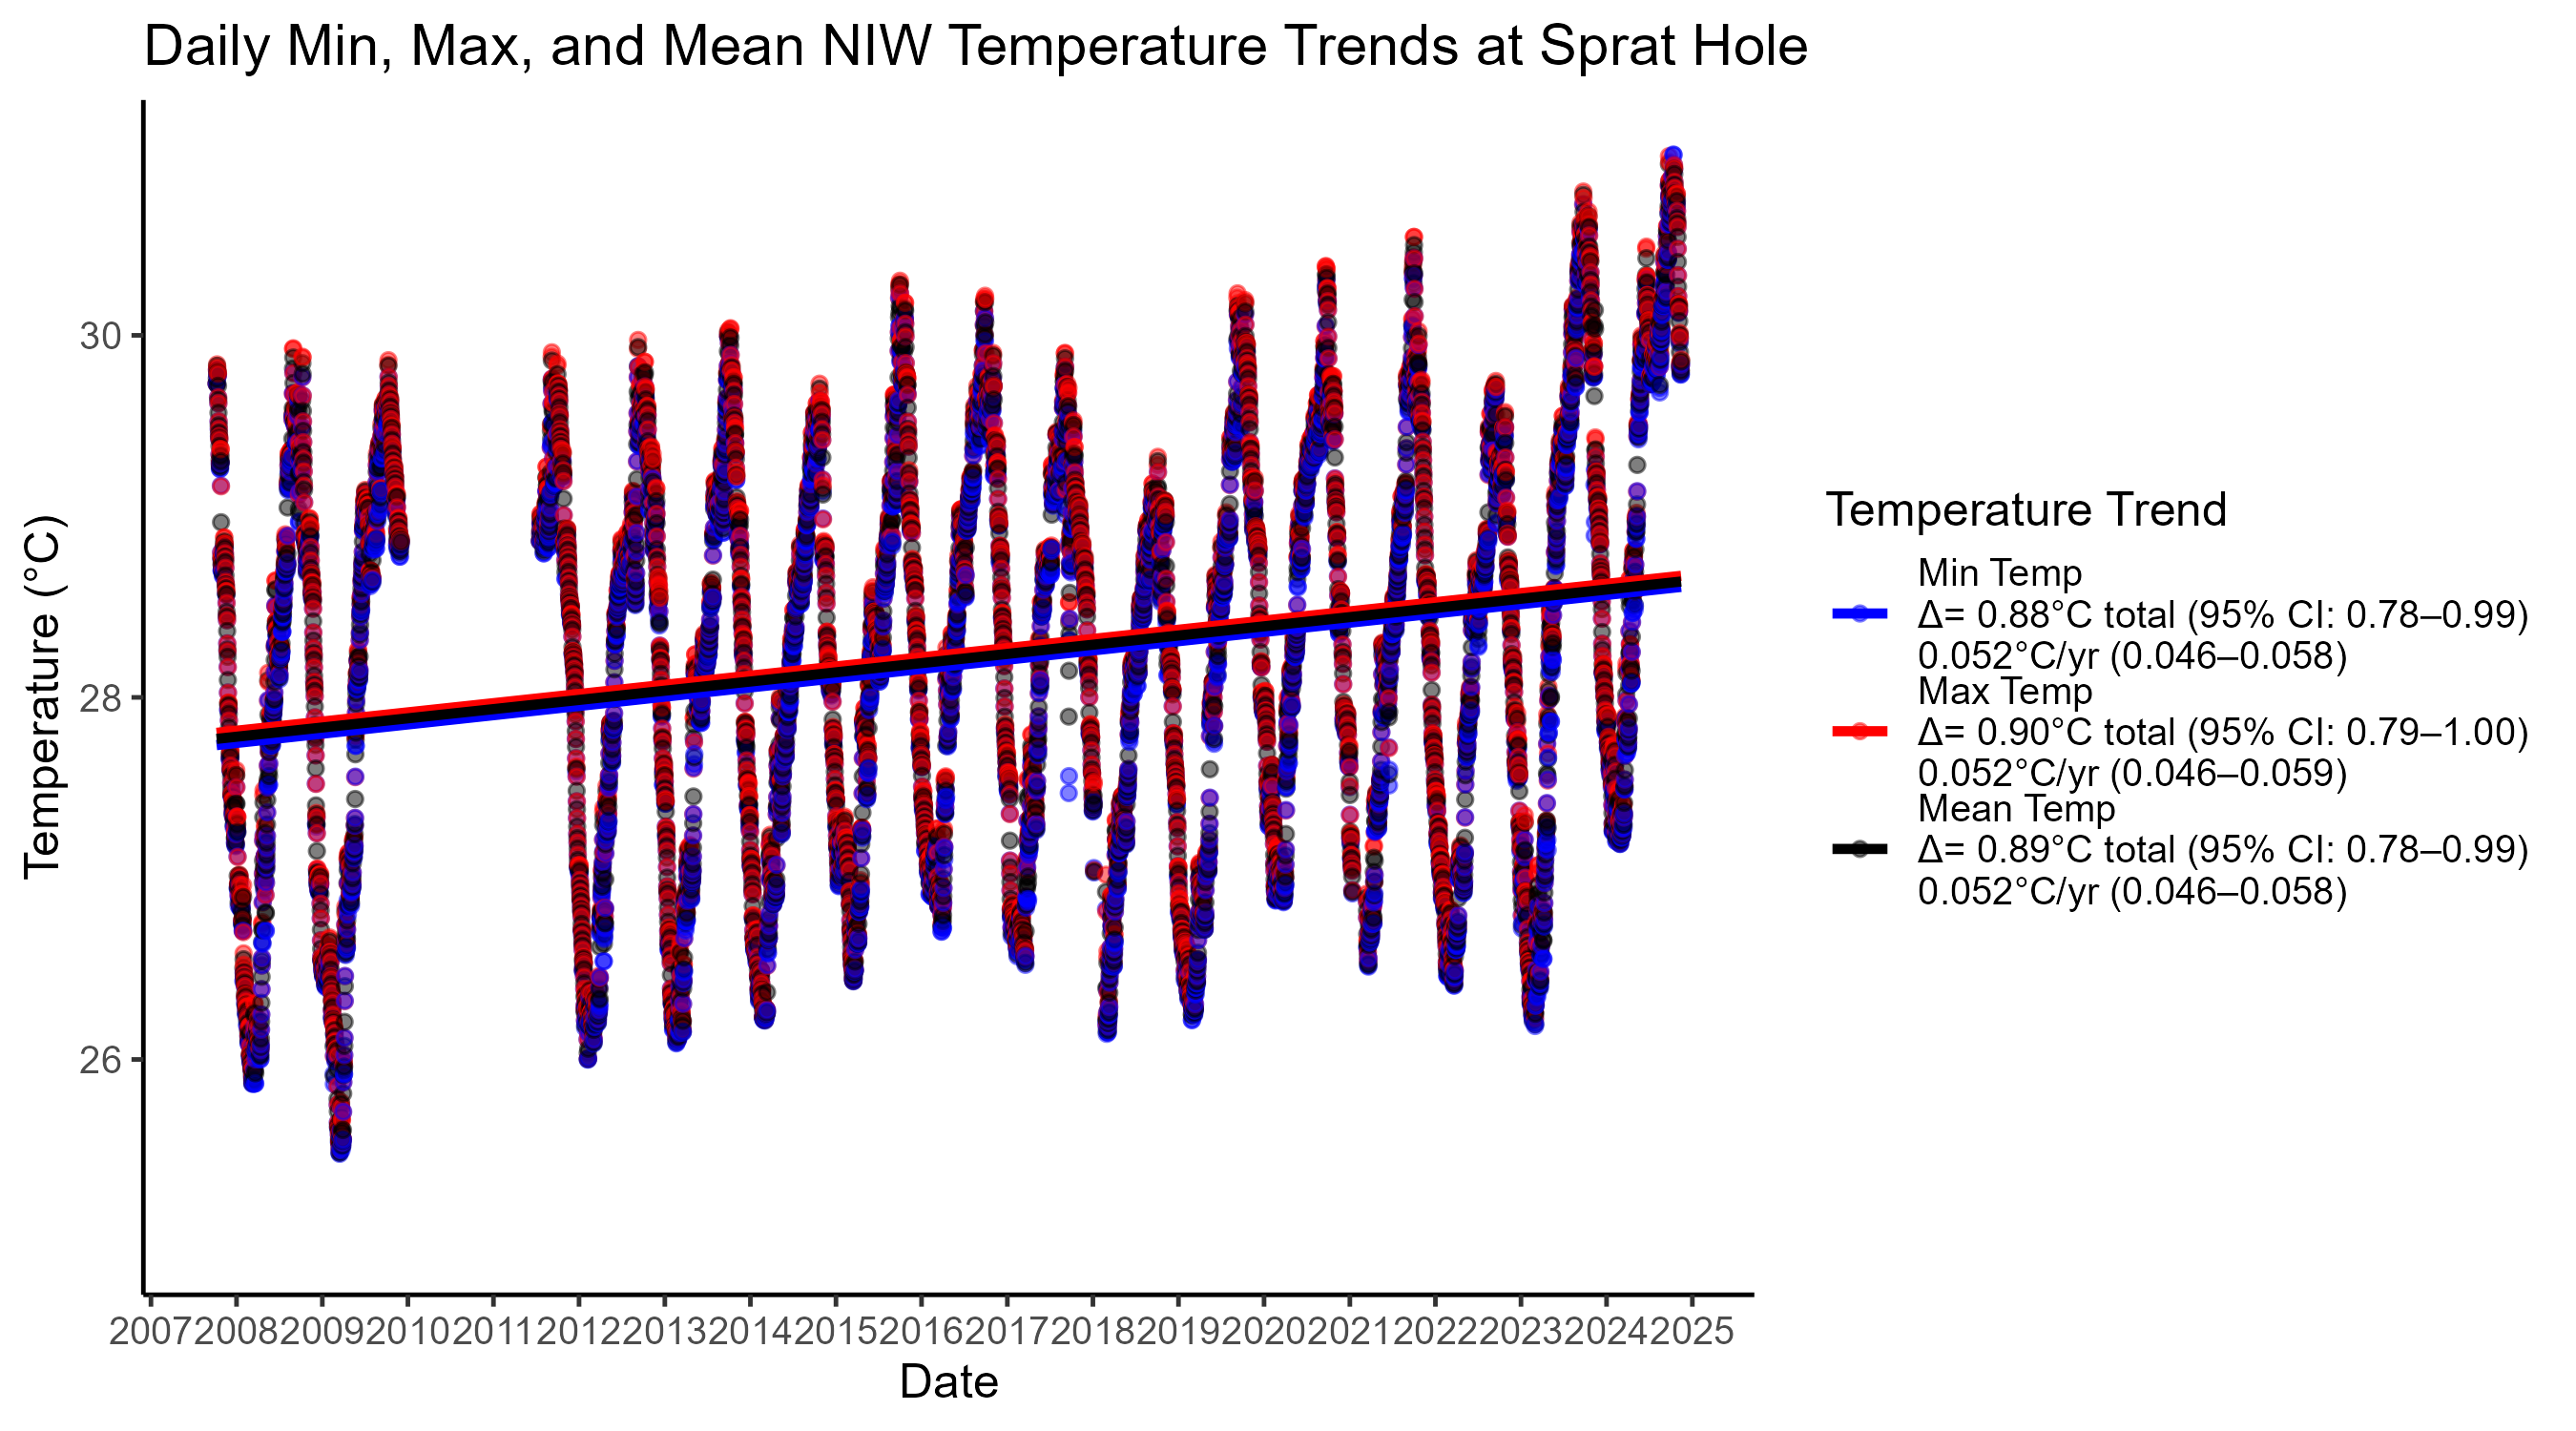 Daily Min, Max, and Mean NIW Temperature Trends at Sprat Hole
Temperature (°C)
30
28
26
2007 2008 2009 2010 2011 2012 2013 2014 2015 2016 2017 2018 2019 2020 2021 2022 2023 2024 2025
Date
Temperature Trend
Min Temp
Δ= 0.88°C total (95% CI: 0.78–0.99)
0.052°C/yr (0.046–0.058)
Max Temp
Δ= 0.90°C total (95% CI: 0.79–1.00)
0.052°C/yr (0.046–0.059)
Mean Temp
Δ= 0.89°C total (95% CI: 0.78–0.99)
0.052°C/yr (0.046–0.058)